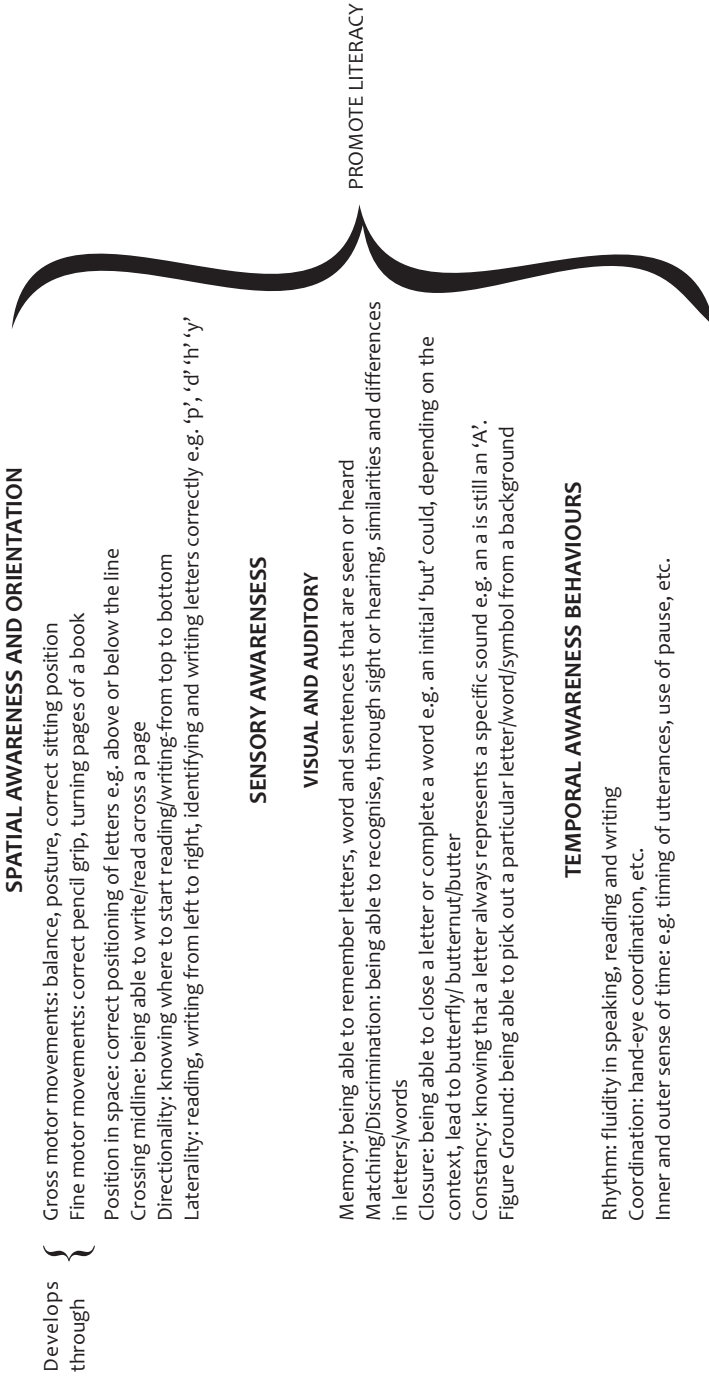 SPATIAL AWARENESS AND ORIENTATION
Develops
through
Gross motor movements: balance, posture, correct sitting position
Fine motor movements: correct pencil grip, turning pages of a book
Position in space: correct positioning of letters e.g. above or below the line
Crossing midline: being able to write/read across a page
Directionality: knowing where to start reading/writing-from top to bottom
Laterality: reading, writing from left to right, identifying and writing letters correctly e.g. ‘p’, ‘d’ ‘h’ ‘y’
SENSORY AWARENSESS
VISUAL AND AUDITORY
Memory: being able to remember letters, word and sentences that are seen or heard
Matching/Discrimination: being able to recognise, through sight or hearing, similarities and differences
in letters/words
Closure: being able to close a letter or complete a word e.g. an initial ‘but’ could, depending on the
context, lead to butterfly/ butternut/butter
Constancy: knowing that a letter always represents a specific sound e.g. an a is still an ‘A’.
Figure Ground: being able to pick out a particular letter/word/symbol from a background
TEMPORAL AWARENESS BEHAVIOURS
Rhythm: fluidity in speaking, reading and writing
Coordination: hand-eye coordination, etc.
Inner and outer sense of time: e.g. timing of utterances, use of pause, etc.
PROMOTE LITERACY